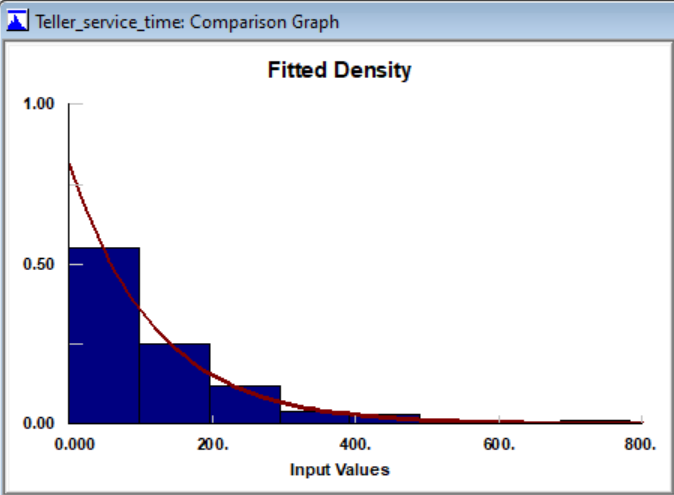 Teller_service_time: Comparison Graph
Fitted Density
1.00
0.50
0.00
0.000 200. 400. 600. 800.
Input Values